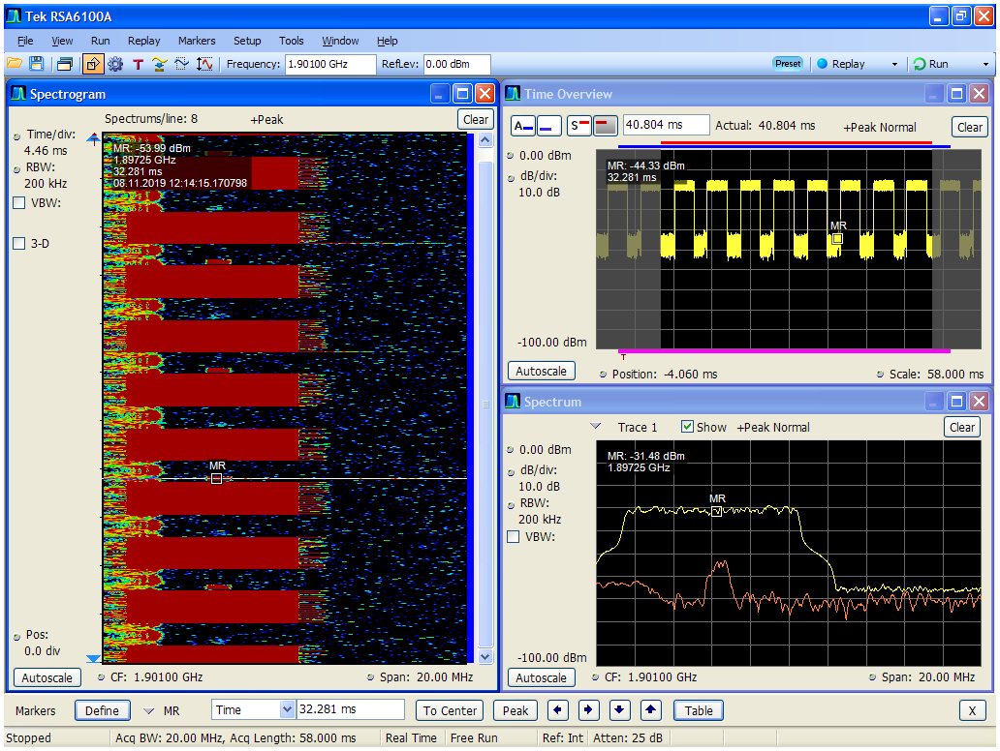 Tek RSA6100A
File View Run Replay Markers Setup Tools Window Help
T Frequency: 1.90100 GHz RefLev: 0.00 dBm Preset Replay Run
Spectrogram
Spectrums/line: 8 +Peak Clear
Time/div:
4.46 ms
RBW:
200 kHz
VBW:
3-D
MR: -53.99 dBm
1.89725 GHz
32.281 ms
08.11.2019 12:14:15.170798
MR
Pos:
0.0 div
Autoscale CF: 1.90100 GHz Span: 20.00 MHz
Time Overview
A S 40.804 ms Actual: 40.804 ms +Peak Normal Clear
0.00 dBm
dB/div:
10.0 dB
MR: -44.33 dBm
32.281 ms
MR
-100.00 dBm
T
Autoscale Position: -4.060 ms Scale: 58.000 ms
Spectrum
Trace 1 Show +Peak Normal Clear
0.00 dBm
dB/div:
10.0 dB
RBW:
200 kHz
VBW:
MR: -31.48 dBm
1.89725 GHz
MR
-100.00 dBm
Autoscale CF: 1.90100 GHz Span: 20.00 MHz
Markers Define MR Time 32.281 ms To Center Peak Table X
Stopped Acq BW: 20.00 MHz, Acq Length: 58.000 ms Real Time Free Run Ref: Int Atten: 25 dB